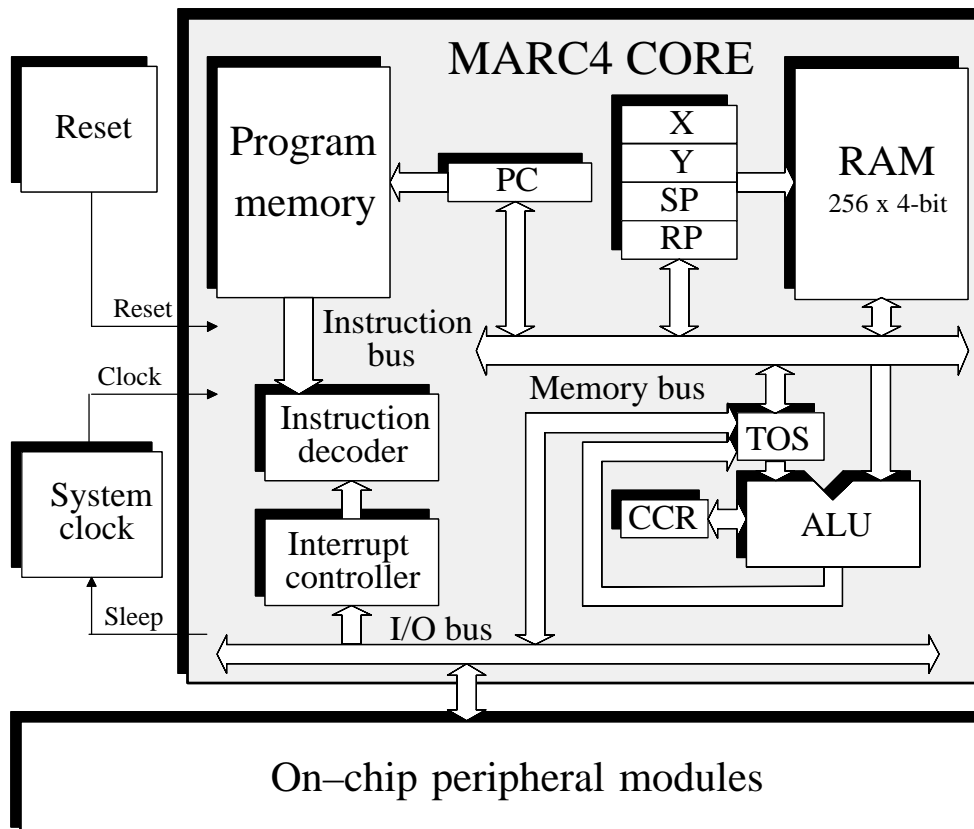 MARC4 CORE
Reset
Program
memory
PC
X
Y
SP
RP
RAM
256 x 4-bit
Reset
Instruction
bus
Clock
Memory bus
Instruction
decoder
TOS
System
clock
CCR
ALU
Interrupt
controller
Sleep
I/O bus
On–chip peripheral modules